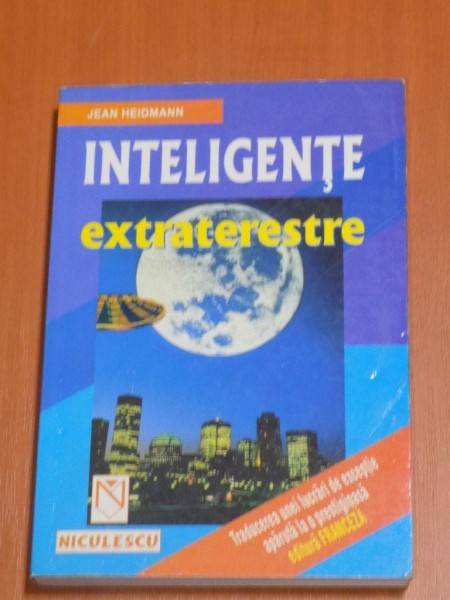 JEAN HEIDMANN
INTELIGENŢE
extraterestre
Traducerea unei lucrări de excepţie
apărută la o prestigioasă
editură FRANCEZĂ
N
NICULESCU